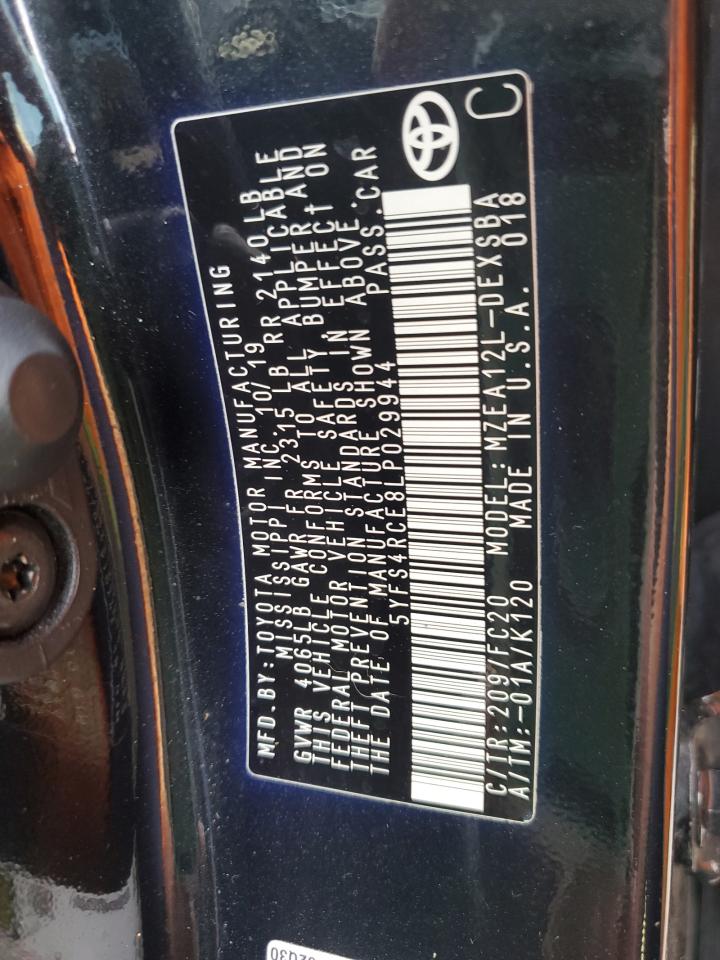 MFD.BY:TOYOTA MOTOR MANUFACTURING
MISSISSIPPI INC. 10/19
GVWR 4065LB GAWR FR 2315 LB RR 2140 LB
THIS VEHICLE CONFORMS TO ALL APPLICABLE
FEDERAL MOTOR VEHICLE SAFETY BUMPER AND
THEFT PREVENTION STANDARDS IN EFFECT ON
THE DATE OF MANUFACTURE SHOWN ABOVE.
5YFS4RCE8LP029944 PASS.CAR
C/TR:209/FC20 MODEL:MZEA12L-DEXSBA
A/TM:-01A/K120 MADE IN U.S.A. 018
C